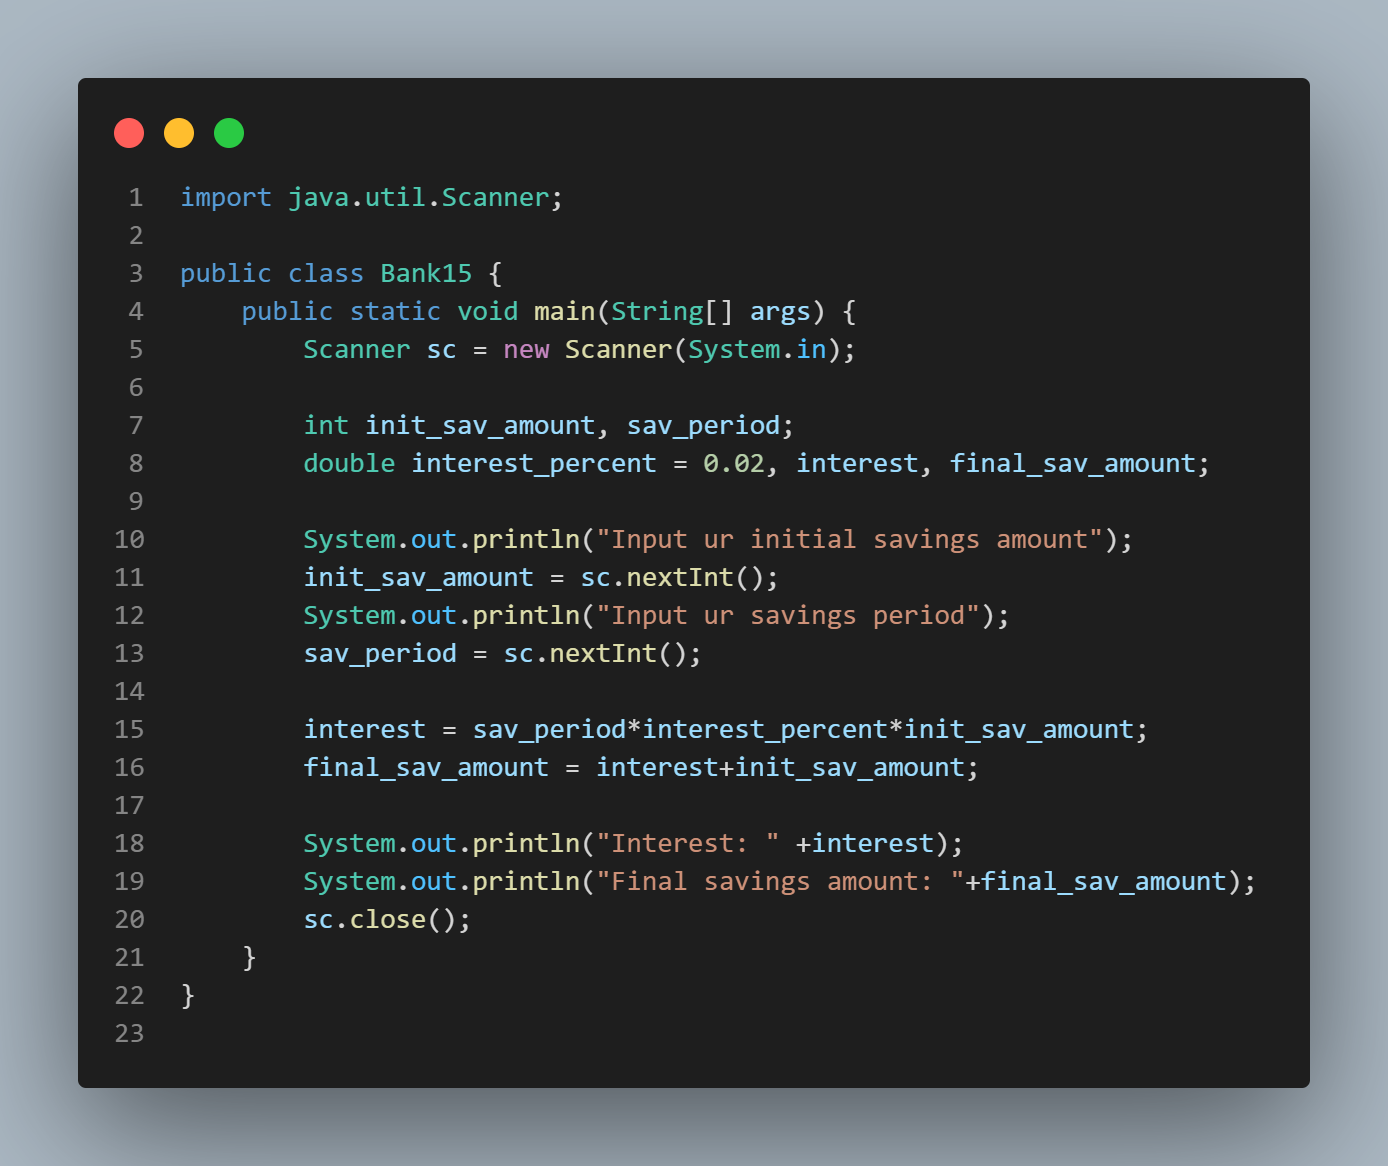 1 import java.util.Scanner;
2
3 public class Bank15 {
4     public static void main(String[] args) {
5         Scanner sc = new Scanner(System.in);
6
7         int init_sav_amount, sav_period;
8         double interest_percent = 0.02, interest, final_sav_amount;
9
10         System.out.println("Input ur initial savings amount");
11         init_sav_amount = sc.nextInt();
12         System.out.println("Input ur savings period");
13         sav_period = sc.nextInt();
14
15         interest = sav_period*interest_percent*init_sav_amount;
16         final_sav_amount = interest+init_sav_amount;
17
18         System.out.println("Interest: " +interest);
19         System.out.println("Final savings amount: "+final_sav_amount);
20         sc.close();
21     }
22 }
23